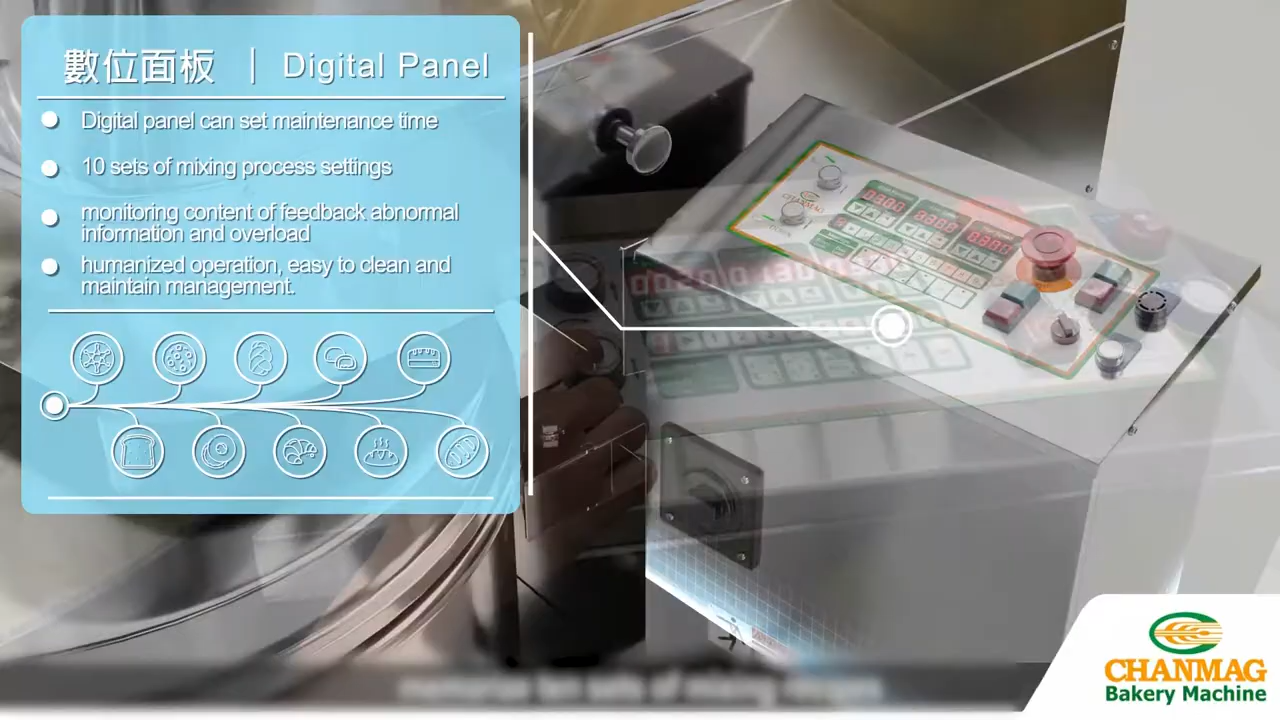 數位面板 | Digital Panel
Digital panel can set maintenance time
10 sets of mixing process settings
monitoring content of feedback abnormal
information and overload
humanized operation, easy to clean and
maintain management.
CHANMAG
CHANMAG
Bakery Machine